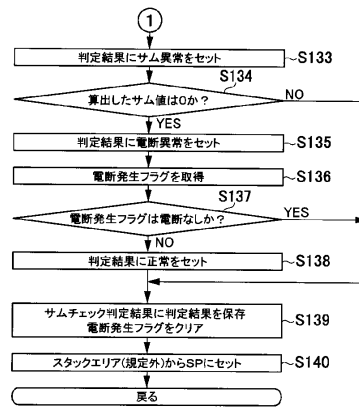 1
判定結果にサム異常をセット
S133
S134
算出したサム値は0か?
NO
YES
判定結果に電断異常をセット
S135
電断発生フラグを取得
S136
S137
電断発生フラグは電断なしか?
YES
NO
判定結果に正常をセット
S138
サムチェック判定結果に判定結果を保存
電断発生フラグをクリア
S139
スタックエリア(規定外)からSPにセット
S140
戻る